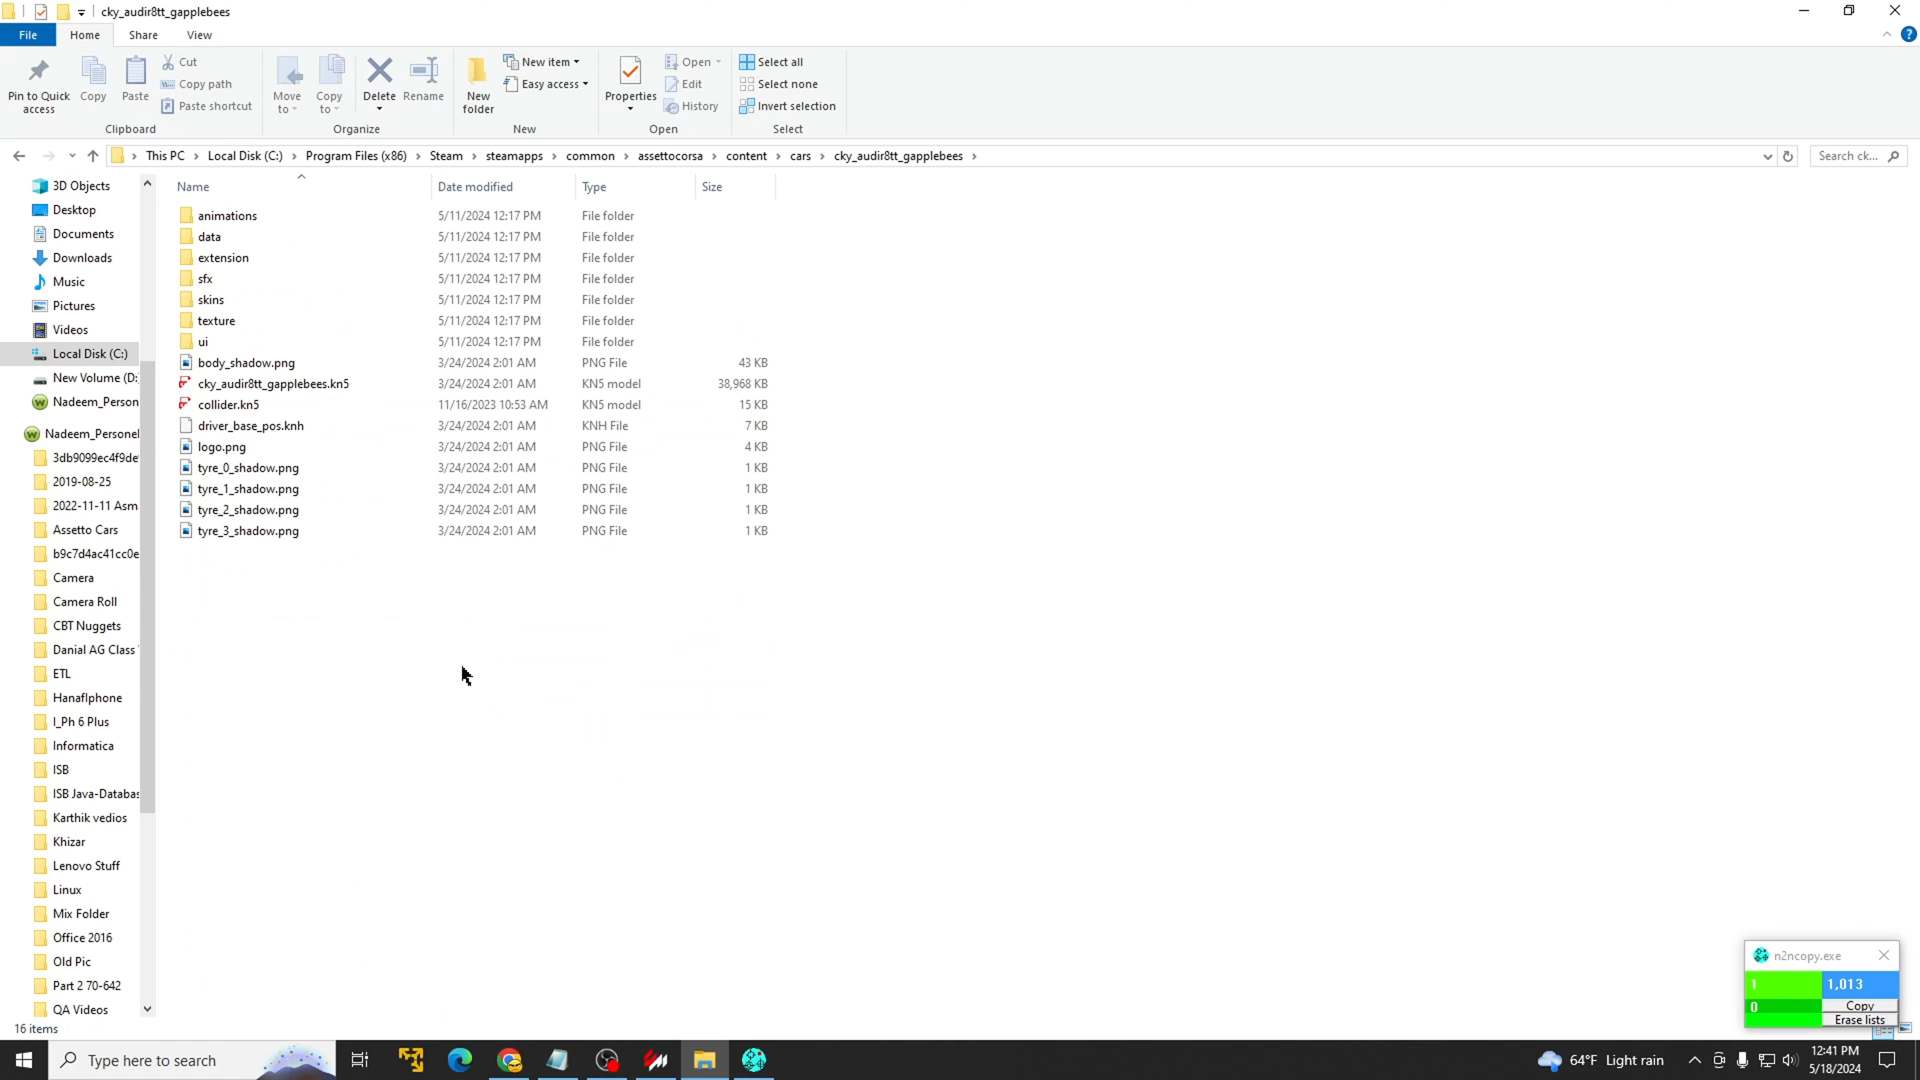 cky_audir8tt_gapplebees
File Home Share View
Pin to Quick access
Copy
Paste
Cut
Copy path
Paste shortcut
Clipboard
Move to
Copy to
Delete
Rename
Organize
New folder
New item
Easy access
New
Properties
Open
Edit
History
Open
Select all
Select none
Invert selection
Select
This PC › Local Disk (C:) › Program Files (x86) › Steam › steamapps › common › assettocorsa › content › cars › cky_audir8tt_gapplebees ›
Search ck...
3D Objects
Desktop
Documents
Downloads
Music
Pictures
Videos
Local Disk (C:)
New Volume (D:
Nadeem_Person
Nadeem_Personel
3db9099ec4f9de
2019-08-25
2022-11-11 Asm
Assetto Cars
b9c7d4ac41cc0e
Camera
Camera Roll
CBT Nuggets
Danial AG Class
ETL
HanafIphone
I_Ph 6 Plus
Informatica
ISB
ISB Java-Databas
Karthik vedios
Khizar
Lenovo Stuff
Linux
Mix Folder
Office 2016
Old Pic
Part 2 70-642
QA Videos
Name Date modified Type Size
animations 5/11/2024 12:17 PM File folder
data 5/11/2024 12:17 PM File folder
extension 5/11/2024 12:17 PM File folder
sfx 5/11/2024 12:17 PM File folder
skins 5/11/2024 12:17 PM File folder
texture 5/11/2024 12:17 PM File folder
ui 5/11/2024 12:17 PM File folder
body_shadow.png 3/24/2024 2:01 AM PNG File 43 KB
cky_audir8tt_gapplebees.kn5 3/24/2024 2:01 AM KN5 model 38,968 KB
collider.kn5 11/16/2023 10:53 AM KN5 model 15 KB
driver_base_pos.knh 3/24/2024 2:01 AM KNH File 7 KB
logo.png 3/24/2024 2:01 AM PNG File 4 KB
tyre_0_shadow.png 3/24/2024 2:01 AM PNG File 1 KB
tyre_1_shadow.png 3/24/2024 2:01 AM PNG File 1 KB
tyre_2_shadow.png 3/24/2024 2:01 AM PNG File 1 KB
tyre_3_shadow.png 3/24/2024 2:01 AM PNG File 1 KB
n2ncopy.exe
1 1,013
0 Copy
Erase lists
16 items
Type here to search
64°F Light rain
12:41 PM
5/18/2024